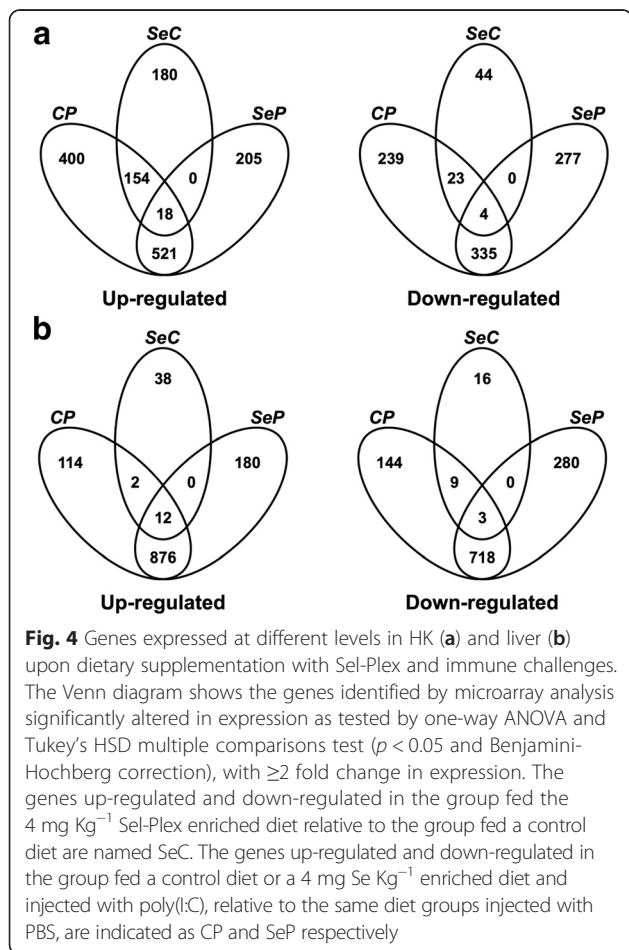 a
SeC SeC
180 44
CP SeP CP SeP
400 205 239 277
154 0 23 0
18 4
521 335
Up-regulated Down-regulated
b
SeC SeC
38 16
CP SeP CP SeP
114 180 144 280
2 0 9 0
12 3
876 718
Up-regulated Down-regulated
Fig. 4 Genes expressed at different levels in HK (a) and liver (b)
upon dietary supplementation with Sel-Plex and immune challenges.
The Venn diagram shows the genes identified by microarray analysis
significantly altered in expression as tested by one-way ANOVA and
Tukey's HSD multiple comparisons test (p < 0.05 and Benjamini-
Hochberg correction), with ≥2 fold change in expression. The
genes up-regulated and down-regulated in the group fed the
4 mg Kg⁻¹ Sel-Plex enriched diet relative to the group fed a control
diet are named SeC. The genes up-regulated and down-regulated in
the group fed a control diet or a 4 mg Se Kg⁻¹ enriched diet and
injected with poly(I:C), relative to the same diet groups injected with
PBS, are indicated as CP and SeP respectively